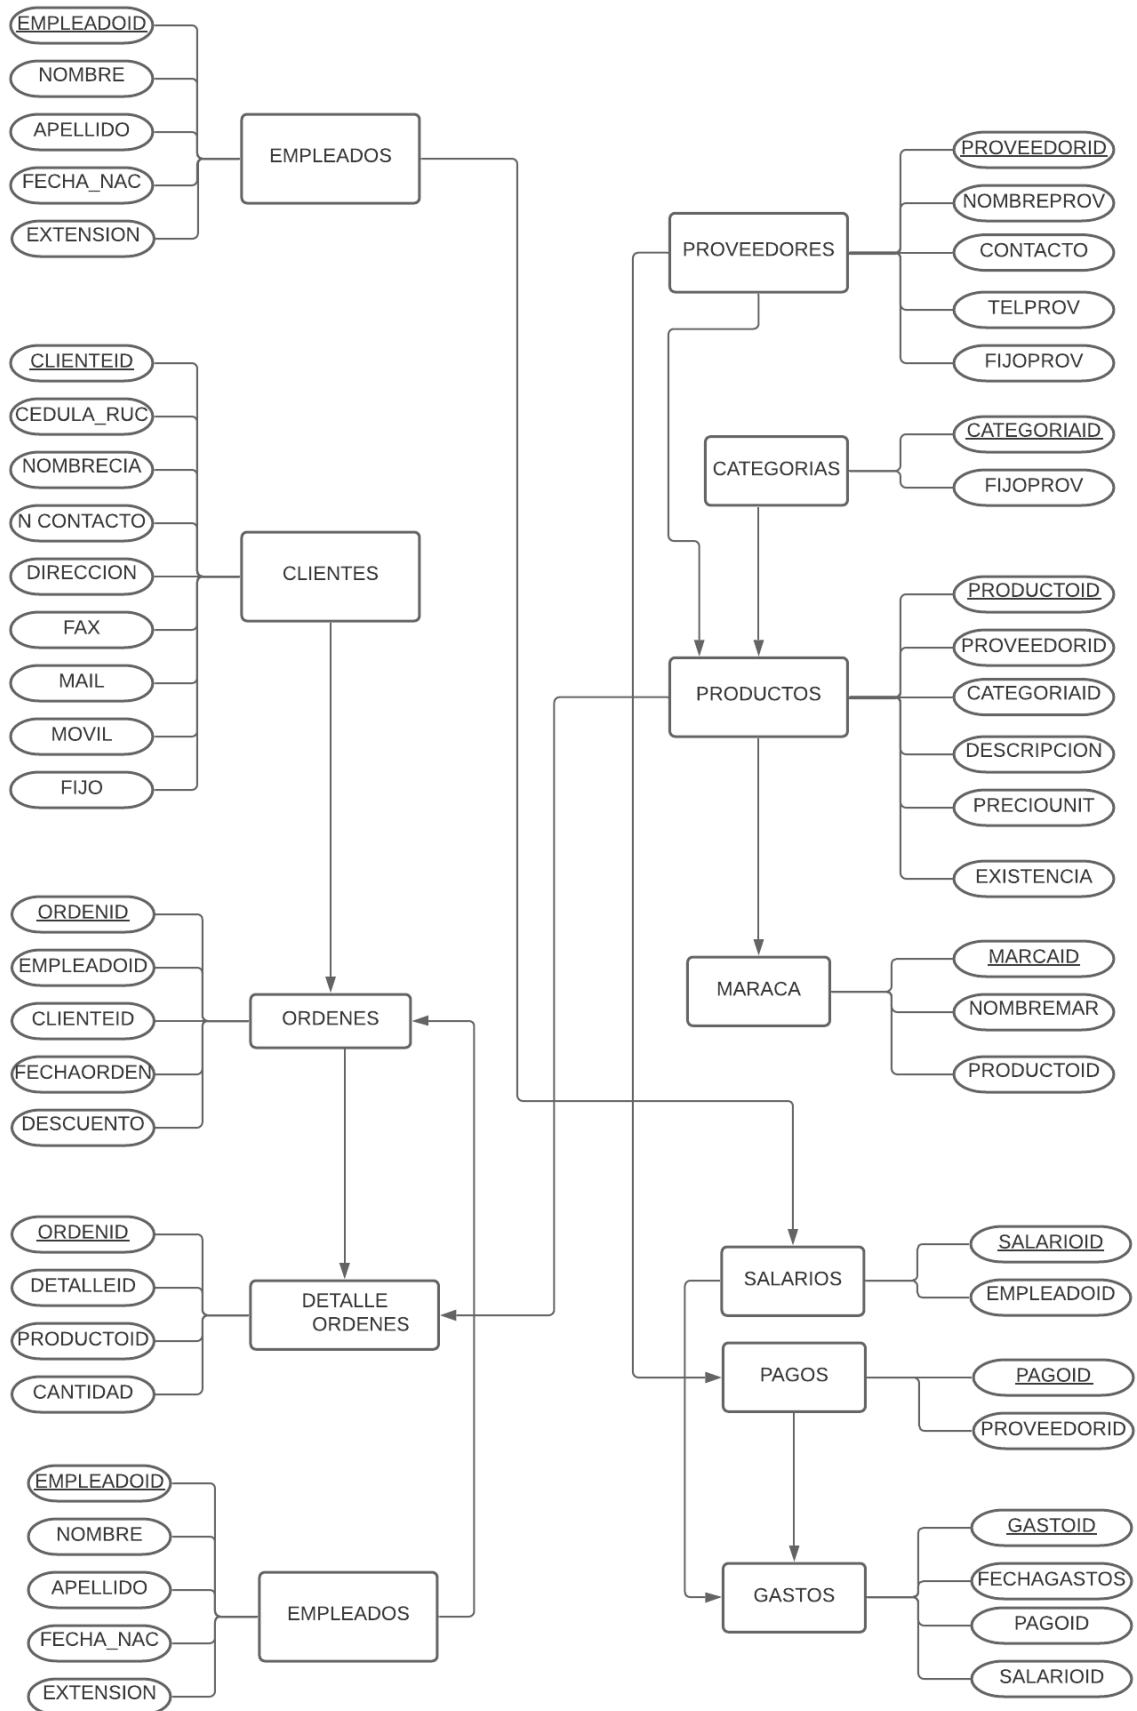 EMPLEADOID
NOMBRE
APELLIDO
FECHA_NAC
EXTENSION
EMPLEADOS
CLIENTEID
CEDULA_RUC
NOMBRECIA
N CONTACTO
DIRECCION
FAX
MAIL
MOVIL
FIJO
CLIENTES
ORDENID
EMPLEADOID
CLIENTEID
FECHAORDEN
DESCUENTO
ORDENES
ORDENID
DETALLEID
PRODUCTOID
CANTIDAD
DETALLE
ORDENES
EMPLEADOID
NOMBRE
APELLIDO
FECHA_NAC
EXTENSION
EMPLEADOS
PROVEEDORES
PROVEEDORID
NOMBREPROV
CONTACTO
TELPROV
FIJOPROV
CATEGORIAS
CATEGORIAID
FIJOPROV
PRODUCTOS
PRODUCTOID
PROVEEDORID
CATEGORIAID
DESCRIPCION
PRECIOUNIT
EXISTENCIA
MARACA
MARCAID
NOMBREMAR
PRODUCTOID
SALARIOS
SALARIOID
EMPLEADOID
PAGOS
PAGOID
PROVEEDORID
GASTOS
GASTOID
FECHAGASTOS
PAGOID
SALARIOID